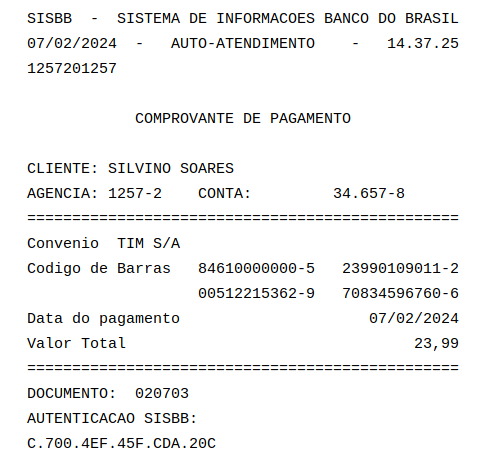 SISBB  -  SISTEMA DE INFORMACOES BANCO DO BRASIL
07/02/2024  -   AUTO-ATENDIMENTO    -   14.37.25
1257201257
COMPROVANTE DE PAGAMENTO
CLIENTE: SILVINO SOARES
AGENCIA: 1257-2    CONTA:         34.657-8
================================================
Convenio  TIM S/A
Codigo de Barras   84610000000-5   23990109011-2
00512215362-9   70834596760-6
Data do pagamento                     07/02/2024
Valor Total                                23,99
================================================
DOCUMENTO:  020703
AUTENTICACAO SISBB:
C.700.4EF.45F.CDA.20C